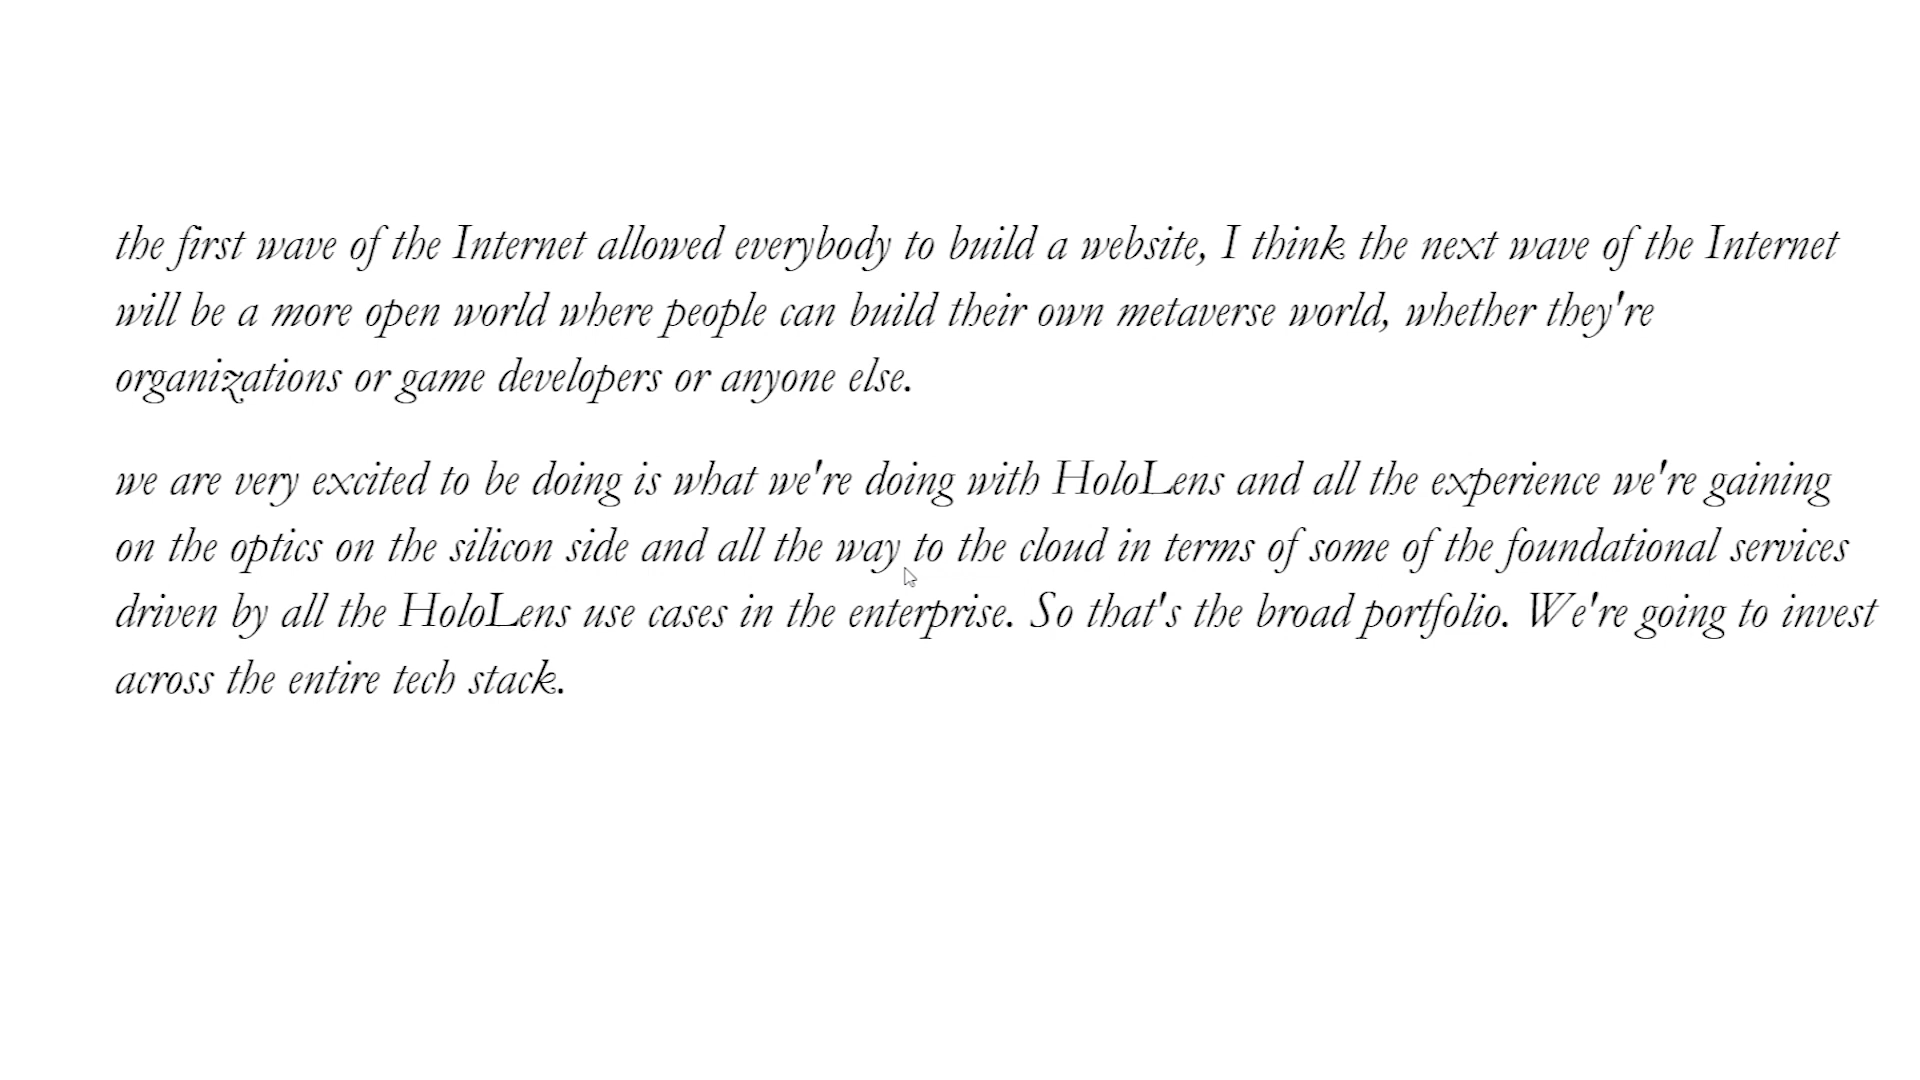 the first wave of the Internet allowed everybody to build a website, I think the next wave of the Internet
will be a more open world where people can build their own metaverse world, whether they're
organizations or game developers or anyone else.
we are very excited to be doing is what we're doing with HoloLens and all the experience we're gaining
on the optics on the silicon side and all the way to the cloud in terms of some of the foundational services
driven by all the HoloLens use cases in the enterprise. So that's the broad portfolio. We're going to invest
across the entire tech stack.